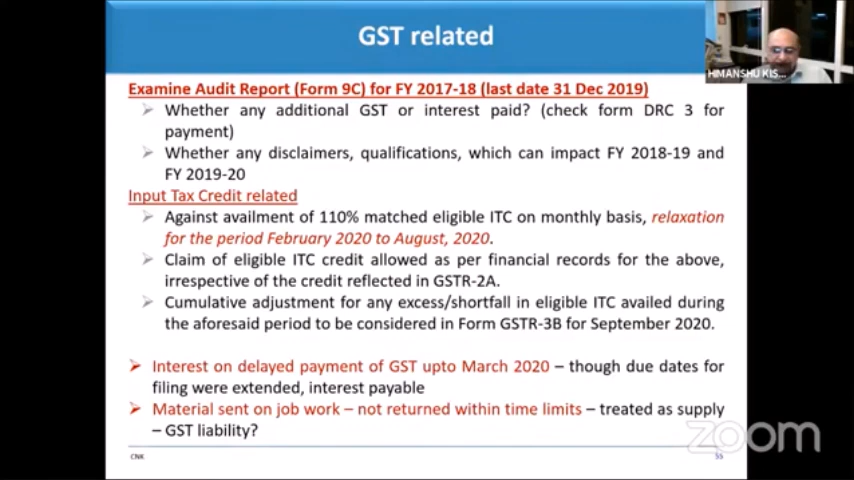 GST related
HIMANSHU KIS...
Examine Audit Report (Form 9C) for FY 2017-18 (last date 31 Dec 2019)
Whether any additional GST or interest paid? (check form DRC 3 for
payment)
Whether any disclaimers, qualifications, which can impact FY 2018-19 and
FY 2019-20
Input Tax Credit related
Against availment of 110% matched eligible ITC on monthly basis, relaxation
for the period February 2020 to August, 2020.
Claim of eligible ITC credit allowed as per financial records for the above,
irrespective of the credit reflected in GSTR-2A.
Cumulative adjustment for any excess/shortfall in eligible ITC availed during
the aforesaid period to be considered in Form GSTR-3B for September 2020.
Interest on delayed payment of GST upto March 2020 – though due dates for
filing were extended, interest payable
Material sent on job work – not returned within time limits – treated as supply
– GST liability?
zoom
CNK
55